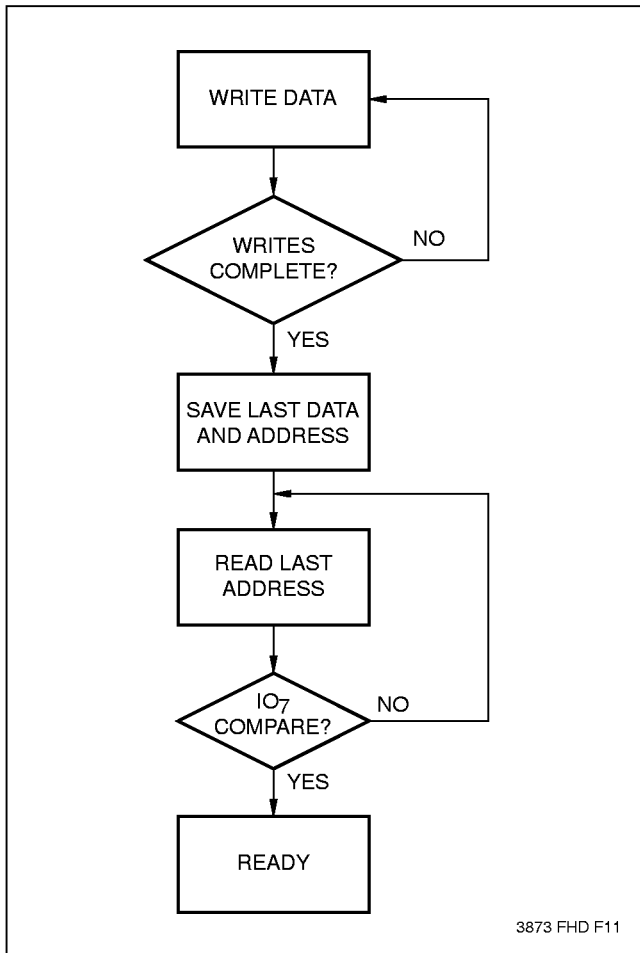 WRITE DATA
WRITES
COMPLETE?
NO
YES
SAVE LAST DATA
AND ADDRESS
READ LAST
ADDRESS
IO7
COMPARE?
NO
YES
READY
3873 FHD F11